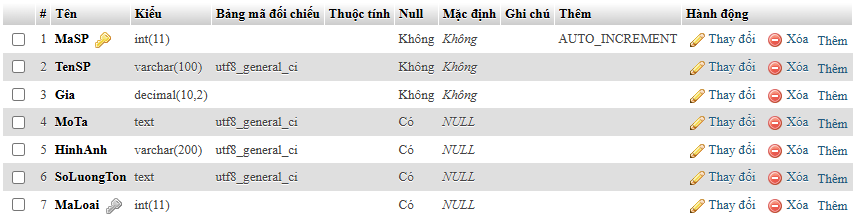 # Tên Kiểu Bảng mã đối chiếu Thuộc tính Null Mặc định Ghi chú Thêm Hành động
1 MaSP int(11) Không Không AUTO_INCREMENT Thay đổi Xóa Thêm
2 TenSP varchar(100) utf8_general_ci Không Không Thay đổi Xóa Thêm
3 Gia decimal(10,2) Không Không Thay đổi Xóa Thêm
4 MoTa text utf8_general_ci Có NULL Thay đổi Xóa Thêm
5 HinhAnh varchar(200) utf8_general_ci Có NULL Thay đổi Xóa Thêm
6 SoLuongTon text utf8_general_ci Có NULL Thay đổi Xóa Thêm
7 MaLoai int(11) Có NULL Thay đổi Xóa Thêm